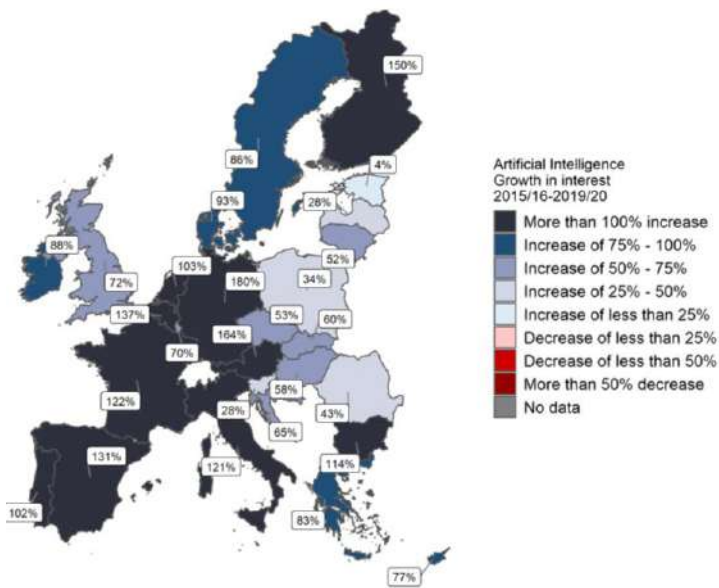 150%
4%
86%
93%
28%
88%
72%
103%
180%
34%
52%
137%
53%
60%
164%
70%
122%
58%
28%
43%
65%
131%
121%
114%
102%
83%
77%
Artificial Intelligence
Growth in interest
2015/16-2019/20
More than 100% increase
Increase of 75% - 100%
Increase of 50% - 75%
Increase of 25% - 50%
Increase of less than 25%
Decrease of less than 25%
Decrease of less than 50%
More than 50% decrease
No data